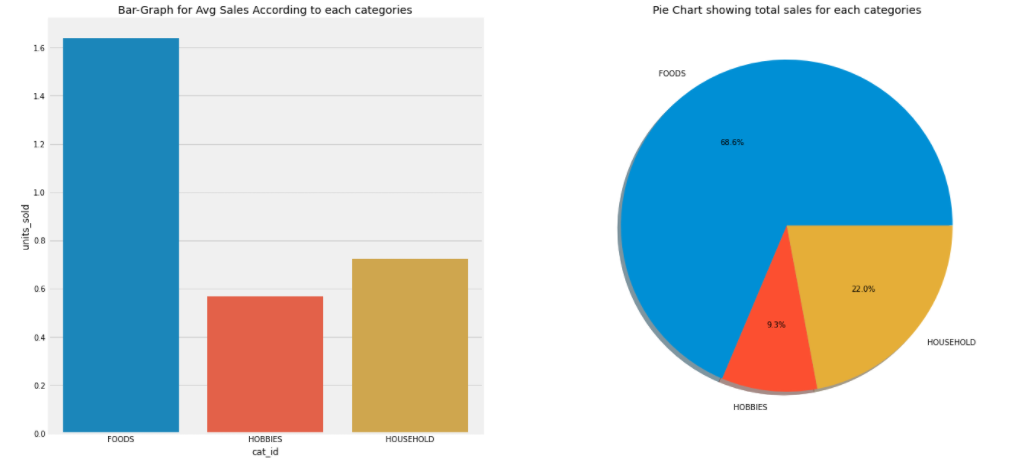 Bar-Graph for Avg Sales According to each categories
1.6
1.4
1.2
1.0
0.8
0.6
0.4
0.2
0.0
units_sold
FOODS
HOBBIES
HOUSEHOLD
cat_id
Pie Chart showing total sales for each categories
FOODS
68.6%
22.0%
9.3%
HOUSEHOLD
HOBBIES